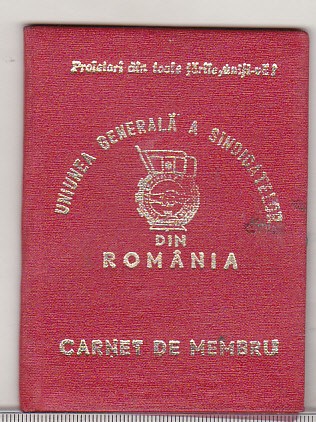 Proletari din toate țările, uniți-vă!
UNIUNEA GENERALĂ A SINDICATELOR
DIN
ROMÂNIA
CARNET DE MEMBRU